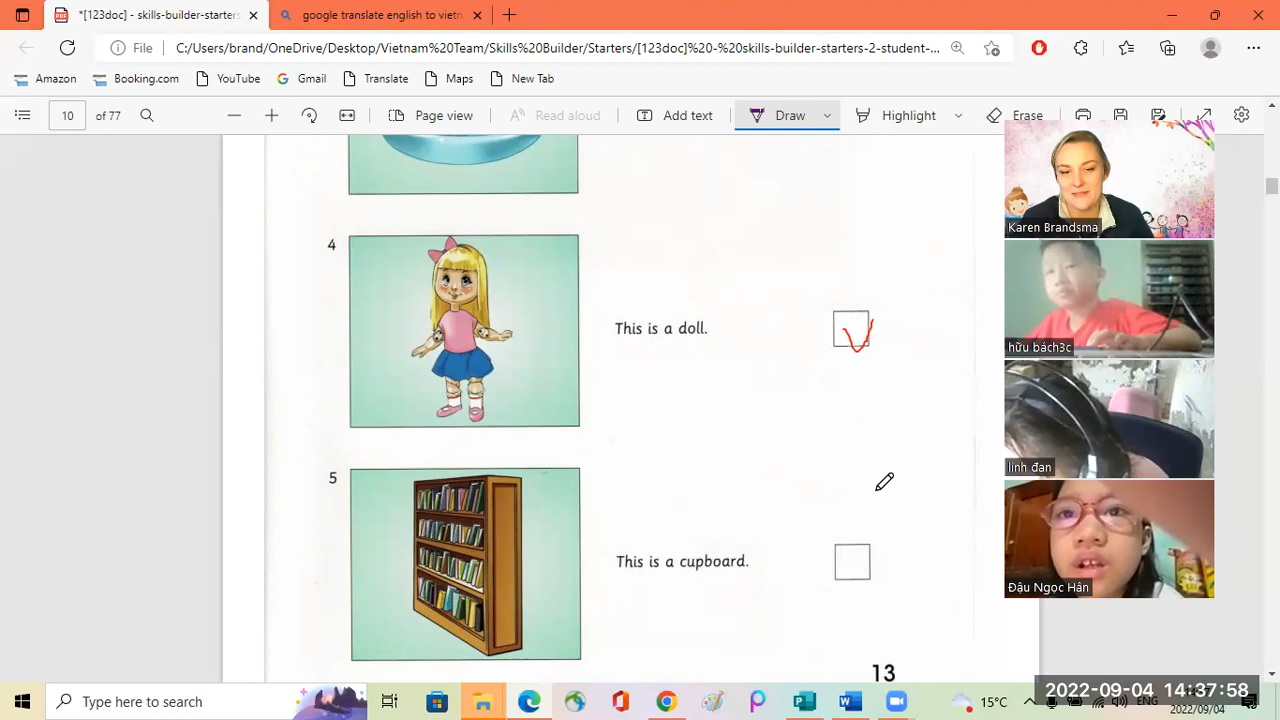 *[123doc] - skills-builder-starters
google translate english to vietn
File
C:/Users/brand/OneDrive/Desktop/Vietnam%20Team/Skills%20Builder/Starters/[123doc]%20-%20skills-builder-starters-2-student-...
Amazon
Booking.com
YouTube
Gmail
Translate
Maps
New Tab
10 of 77
Page view
Read aloud
Add text
Draw
Highlight
Erase
Karen Brandsma
4
This is a doll.
hữu bách3c
linh đan
5
This is a cupboard.
Đậu Ngọc Hân
13
Type here to search
15°C
ENG
2022-09-04 14:37:58
2022/09/04